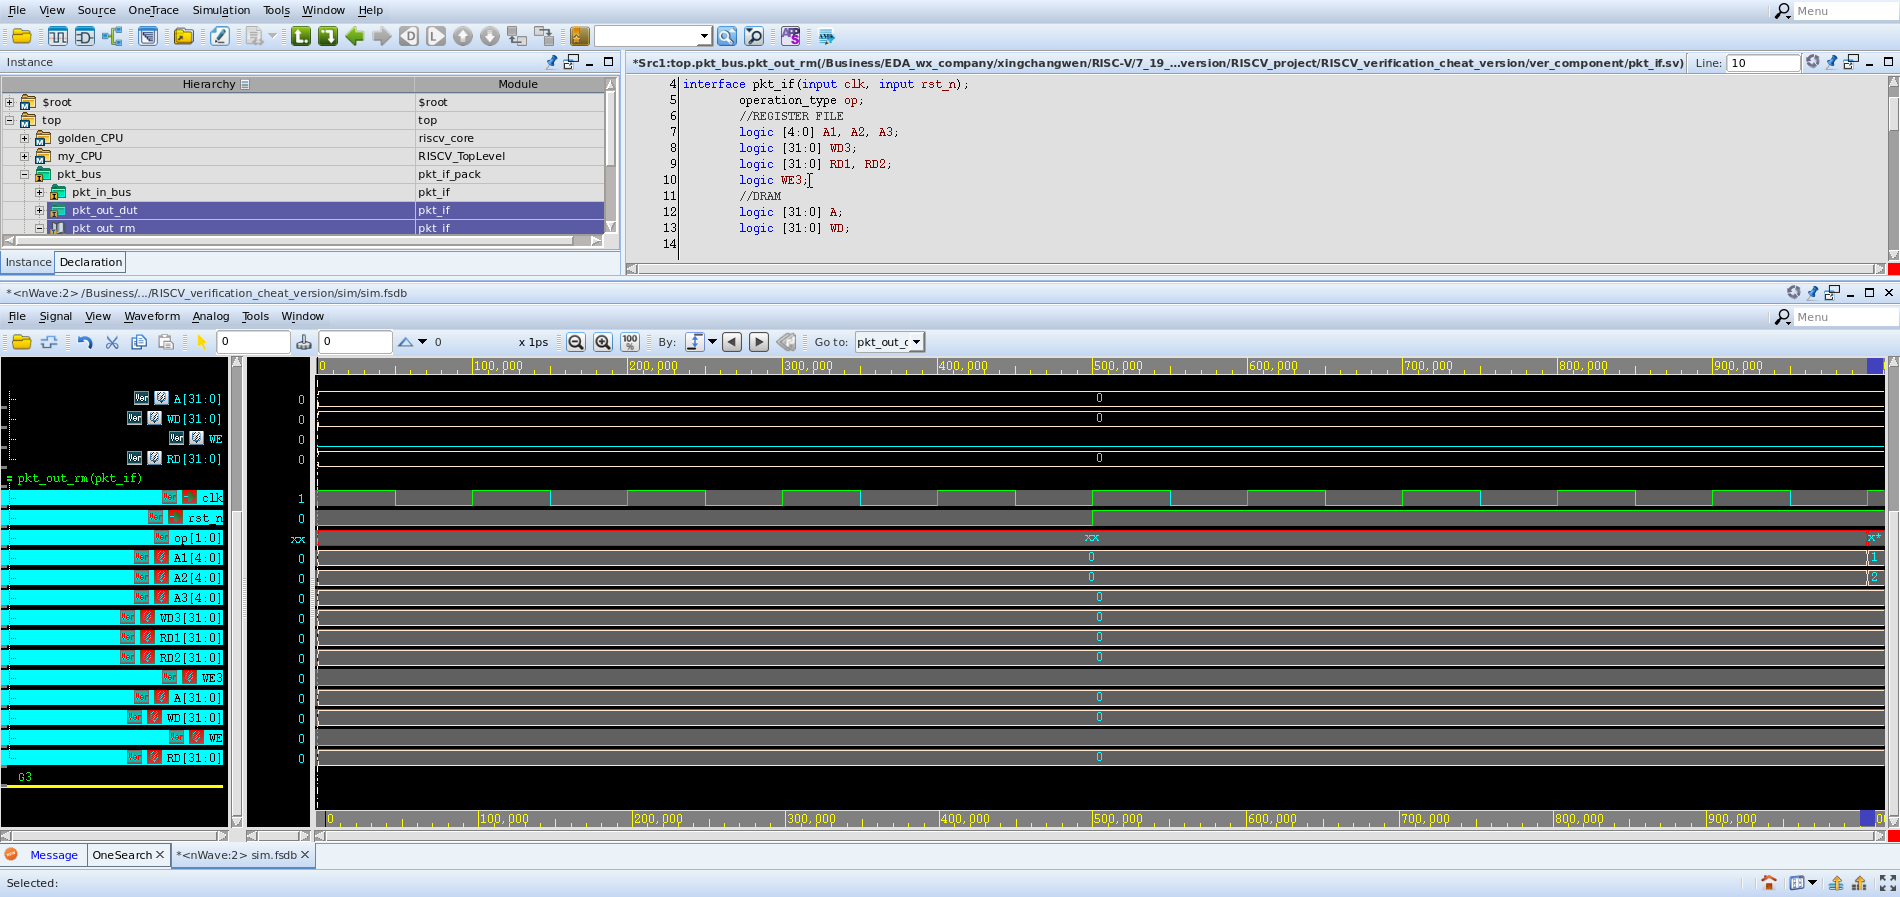 File View Source OneTrace Simulation Tools Window Help
Menu
Instance
*Src1:top.pkt_bus.pkt_out_rm(/Business/EDA_wx_company/xingchangwen/RISC-V/7_19_...version/RISCV_project/RISCV_verification_cheat_version/ver_component/pkt_if.sv) Line: 10
Hierarchy Module
$root $root
top top
golden_CPU riscv_core
my_CPU RISCV_TopLevel
pkt_bus pkt_if_pack
pkt_in_bus pkt_if
pkt_out_dut pkt_if
pkt_out_rm pkt_if
Instance Declaration
4 interface pkt_if(input clk, input rst_n);
5 operation_type op;
6 //REGISTER FILE
7 logic [4:0] A1, A2, A3;
8 logic [31:0] WD3;
9 logic [31:0] RD1, RD2;
10 logic WE3;
11 //DRAM
12 logic [31:0] A;
13 logic [31:0] WD;
14
*<nWave:2> /Business/.../RISCV_verification_cheat_version/sim/sim.fsdb
File Signal View Waveform Analog Tools Window
Menu
0 0 0 x 1ps 100 % By: Go to: pkt_out_
0 100,000 200,000 300,000 400,000 500,000 600,000 700,000 800,000 900,000
A[31:0] 0 0
WD[31:0] 0 0
WE 0
RD[31:0] 0 0
pkt_out_rm(pkt_if)
clk 1
rst_n 0
op[1:0] xx xx x*
A1[4:0] 0 0 1
A2[4:0] 0 0 2
A3[4:0] 0 0
WD3[31:0] 0 0
RD1[31:0] 0 0
RD2[31:0] 0 0
WE3 0
A[31:0] 0 0
WD[31:0] 0 0
WE 0
RD[31:0] 0 0
G3
0 100,000 200,000 300,000 400,000 500,000 600,000 700,000 800,000 900,000
Message OneSearch *<nWave:2> sim.fsdb
Selected: